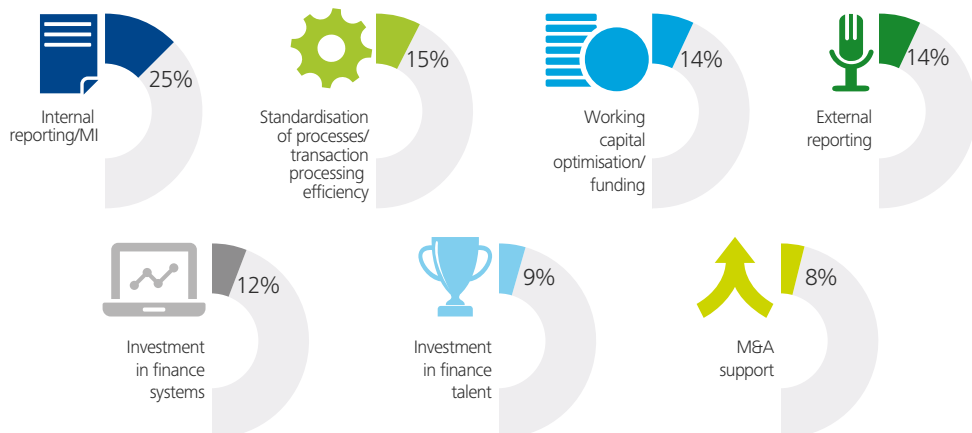 25%
Internal
reporting/MI
15%
Standardisation
of processes/
transaction
processing
efficiency
14%
Working
capital
optimisation/
funding
14%
External
reporting
12%
Investment
in finance
systems
9%
Investment
in finance
talent
8%
M&A
support